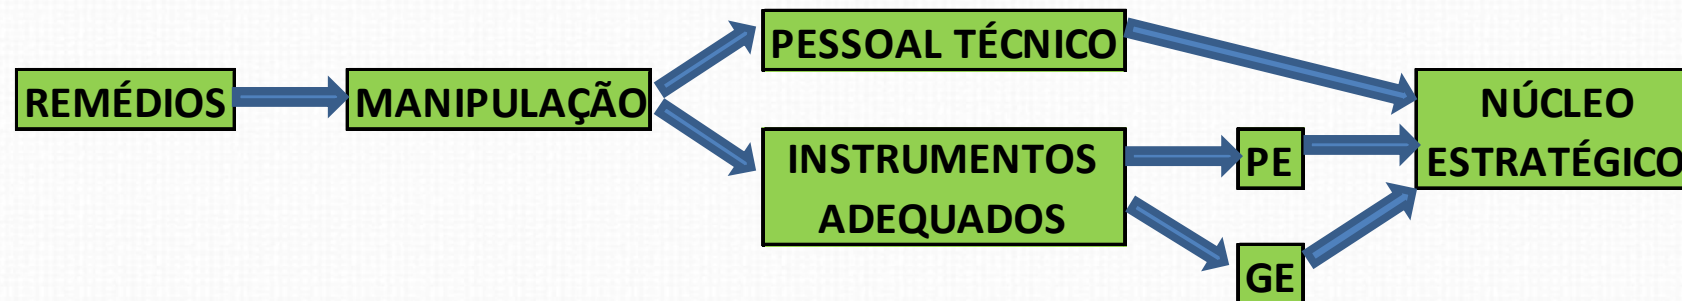 REMÉDIOS
MANIPULAÇÃO
PESSOAL TÉCNICO
INSTRUMENTOS
ADEQUADOS
PE
GE
NÚCLEO
ESTRATÉGICO